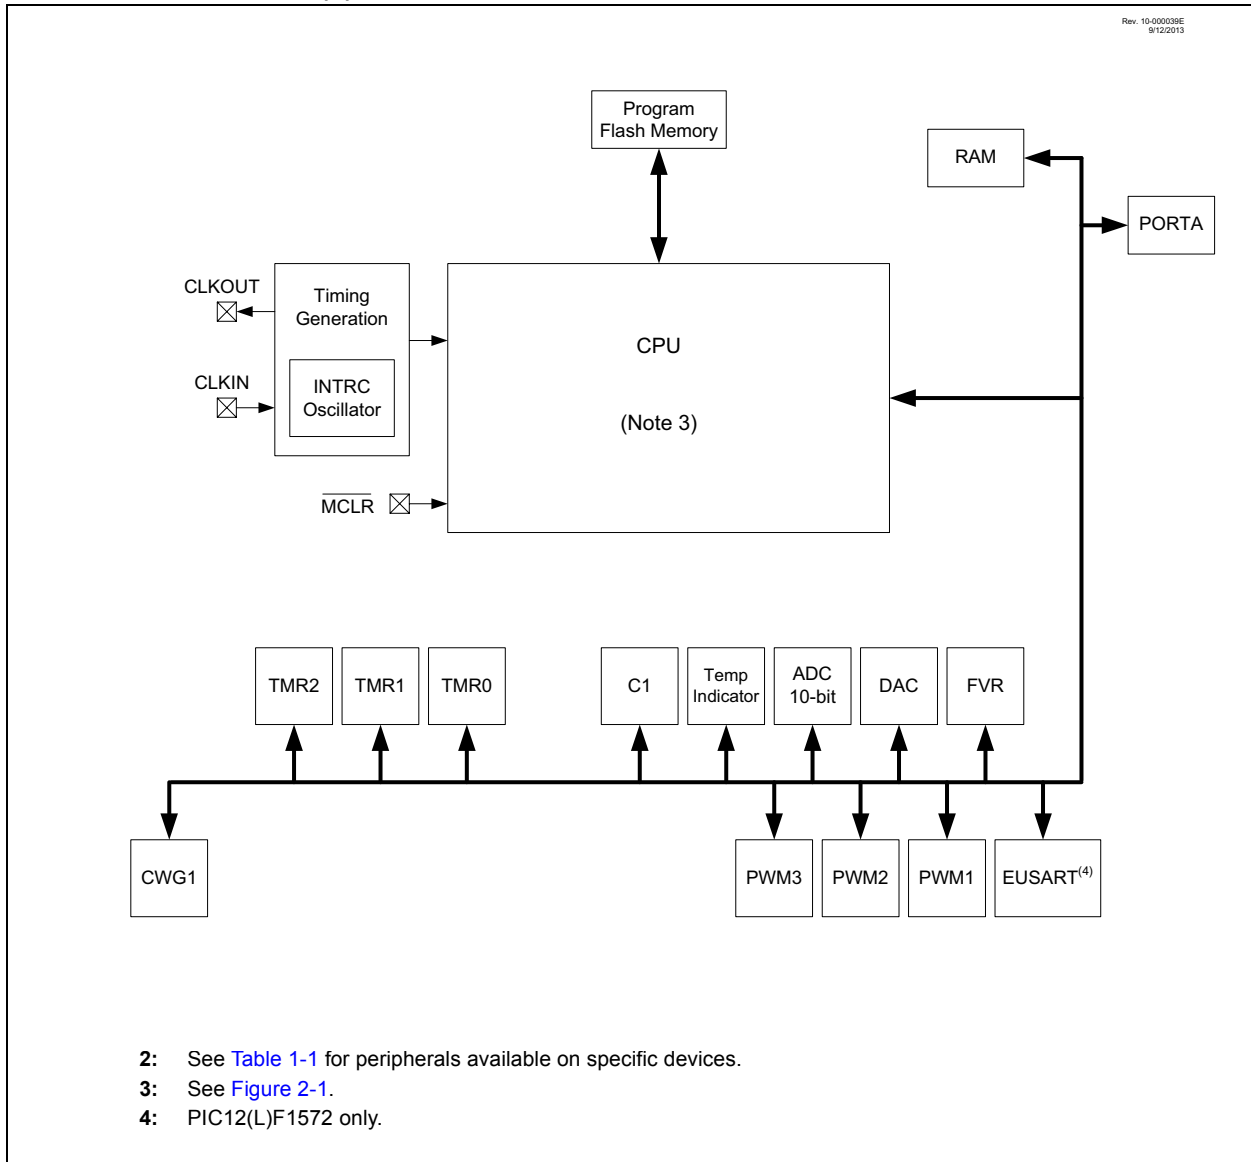 Rev. 10-000039E
9/12/2013
Program
Flash Memory
RAM
PORTA
CLKOUT
Timing
Generation
CPU
CLKIN
INTRC
Oscillator
(Note 3)
MCLR
TMR2
TMR1
TMR0
C1
Temp
Indicator
ADC
10-bit
DAC
FVR
CWG1
PWM3
PWM2
PWM1
EUSART(4)
2: See Table 1-1 for peripherals available on specific devices.
3: See Figure 2-1.
4: PIC12(L)F1572 only.